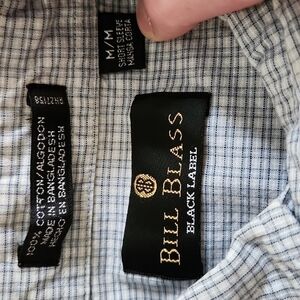 M/M
SHORT SLEEVE
MANGA CORTA
BILL BLASS
BLACK LABEL
100% COTTON/ALGODON
MADE IN BANGLADESH
HECHO EN BANGLADESH